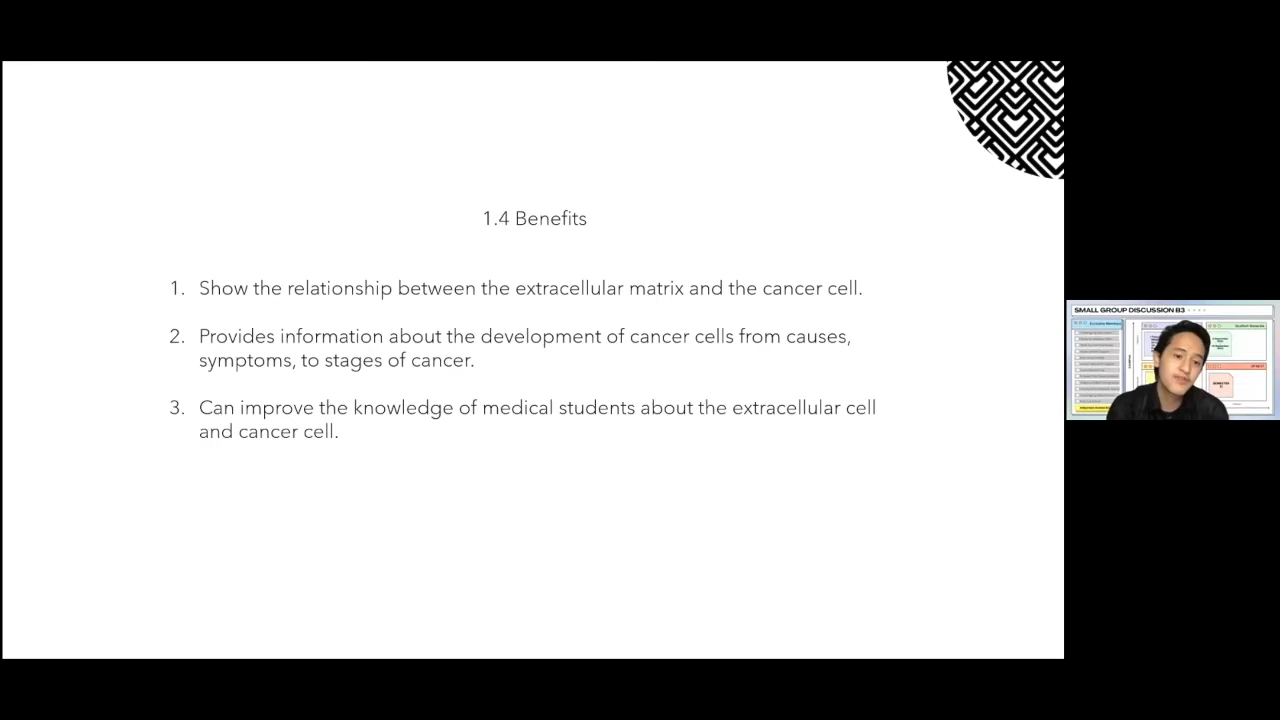 1.4 Benefits
1. Show the relationship between the extracellular matrix and the cancer cell.
2. Provides information about the development of cancer cells from causes,
symptoms, to stages of cancer.
3. Can improve the knowledge of medical students about the extracellular cell
and cancer cell.
SMALL GROUP DISCUSSION B3